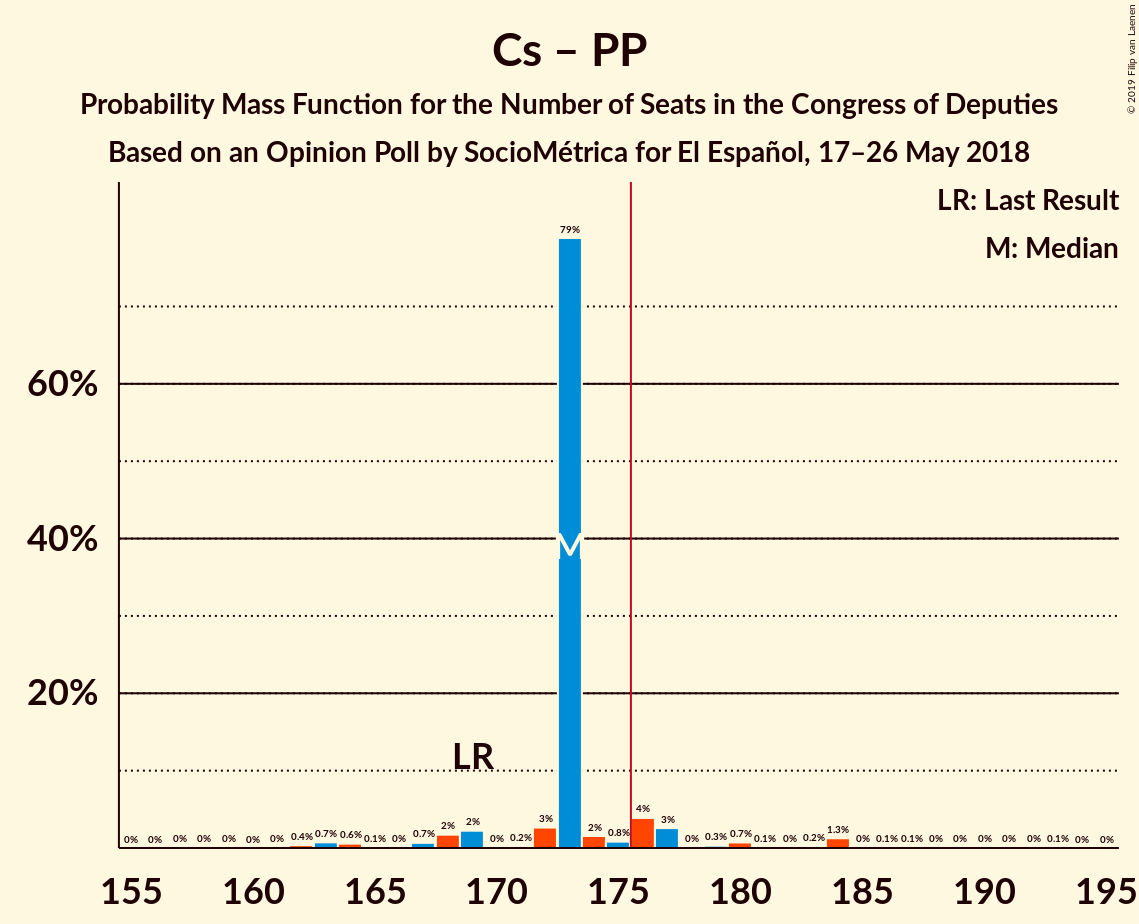 Cs – PP
Probability Mass Function for the Number of Seats in the Congress of Deputies
Based on an Opinion Poll by SocioMétrica for El Español, 17–26 May 2018
© 2019 Filip van Laenen
LR: Last Result
M: Median
60%
40%
20%
LR
M
0% 0% 0% 0% 0% 0% 0% 0.4% 0.7% 0.6% 0.1% 0% 0.7% 2% 2% 0% 0.2% 3% 79% 2% 0.8% 4% 3% 0% 0.3% 0.7% 0.1% 0% 0.2% 1.3% 0% 0.1% 0.1% 0% 0% 0% 0% 0% 0.1% 0% 0%
155 160 165 170 175 180 185 190 195